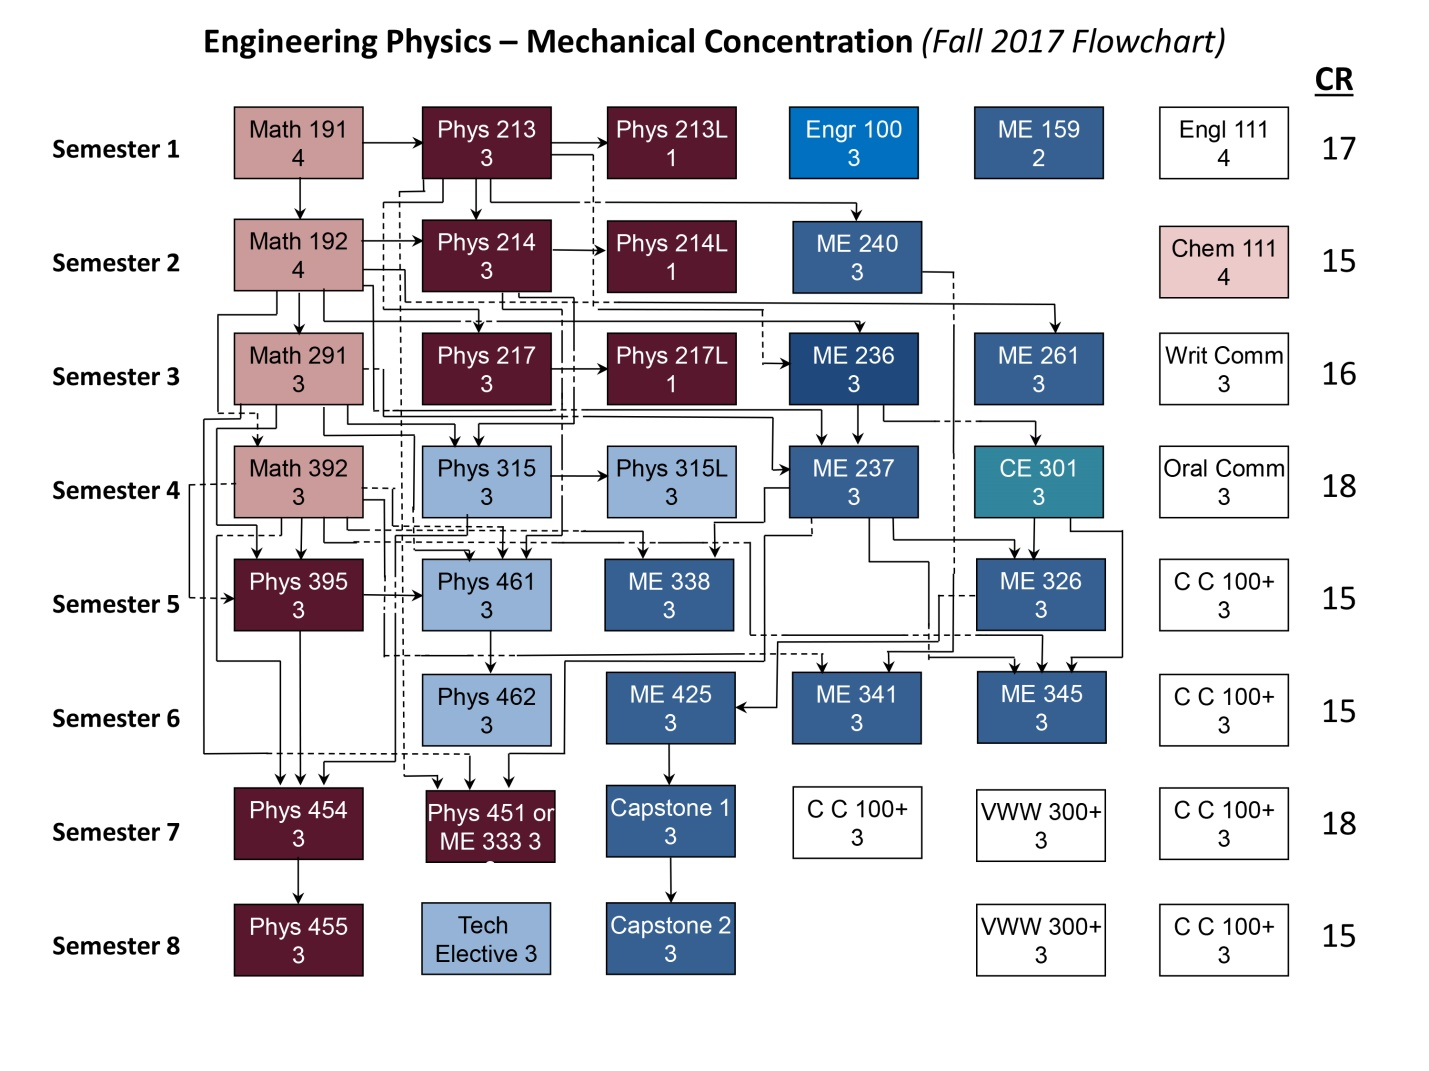 Engineering Physics – Mechanical Concentration (Fall 2017 Flowchart)
CR
Semester 1
Math 191
4
Phys 213
3
Phys 213L
1
Engr 100
3
ME 159
2
Engl 111
4
17
Semester 2
Math 192
4
Phys 214
3
Phys 214L
1
ME 240
3
Chem 111
4
15
Semester 3
Math 291
3
Phys 217
3
Phys 217L
1
ME 236
3
ME 261
3
Writ Comm
3
16
Semester 4
Math 392
3
Phys 315
3
Phys 315L
3
ME 237
3
CE 301
3
Oral Comm
3
18
Semester 5
Phys 395
3
Phys 461
3
ME 338
3
ME 326
3
C C 100+
3
15
Semester 6
Phys 462
3
ME 425
3
ME 341
3
ME 345
3
C C 100+
3
15
Semester 7
Phys 454
3
Phys 451 or
ME 333 3
Capstone 1
3
C C 100+
3
VWW 300+
3
C C 100+
3
18
Semester 8
Phys 455
3
Tech
Elective 3
Capstone 2
3
VWW 300+
3
C C 100+
3
15